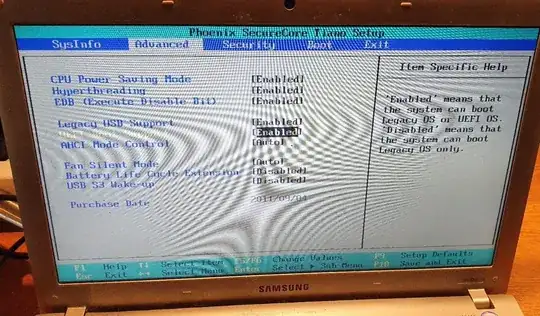 Phoenix SecureCore Tiano Setup
SysInfo Advanced Security Boot Exit
Item Specific Help
CPU Power Saving Mode [Enabled]
Hyperthreading [Enabled]
EDB (Execute Disable Bit) [Enabled]
Legacy USB Support [Enabled]
[Enabled]
AHCI Mode Control [Auto]
Fan Silent Mode [Auto]
Battery Life Cycle Extension [Disabled]
USB S3 Wake-up [Disabled]
Purchase Date 2011/09/04
'Enabled' means that
the system can boot
Legacy OS or UEFI OS.
'Disabled' means that
the system can boot
Legacy OS only.
F1 Help Select Item F5/F6 Change Values F9 Setup Defaults
Esc Exit Select Menu Enter Select ▶ Sub-Menu F10 Save and Exit
SAMSUNG